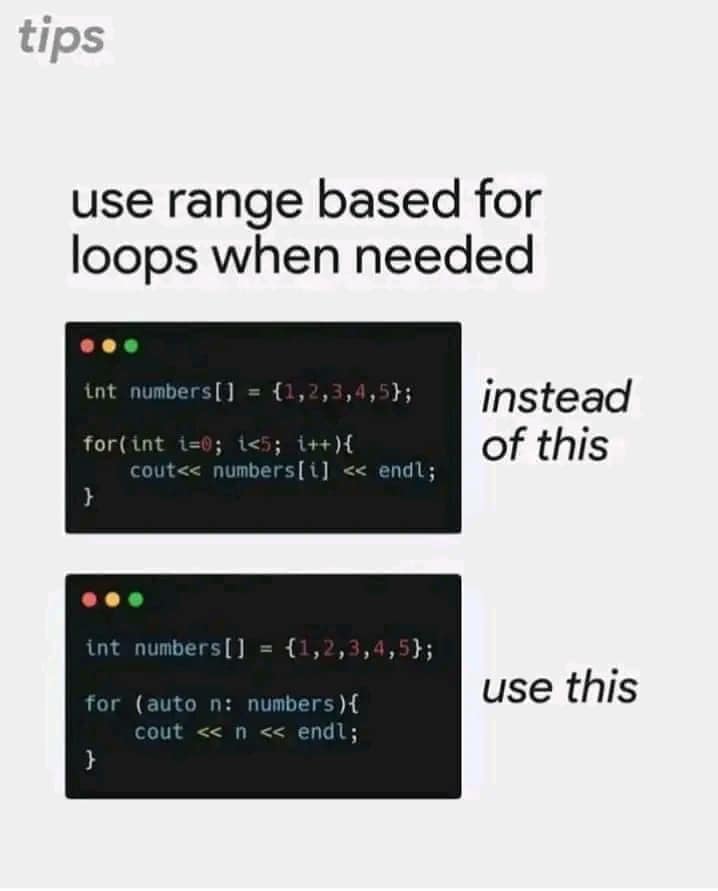 tips
use range based for
loops when needed
int numbers[] = {1,2,3,4,5};
for(int i=0; i<5; i++){
cout<< numbers[i] << endl;
}
instead
of this
int numbers[] = {1,2,3,4,5};
for (auto n: numbers){
cout << n << endl;
}
use this